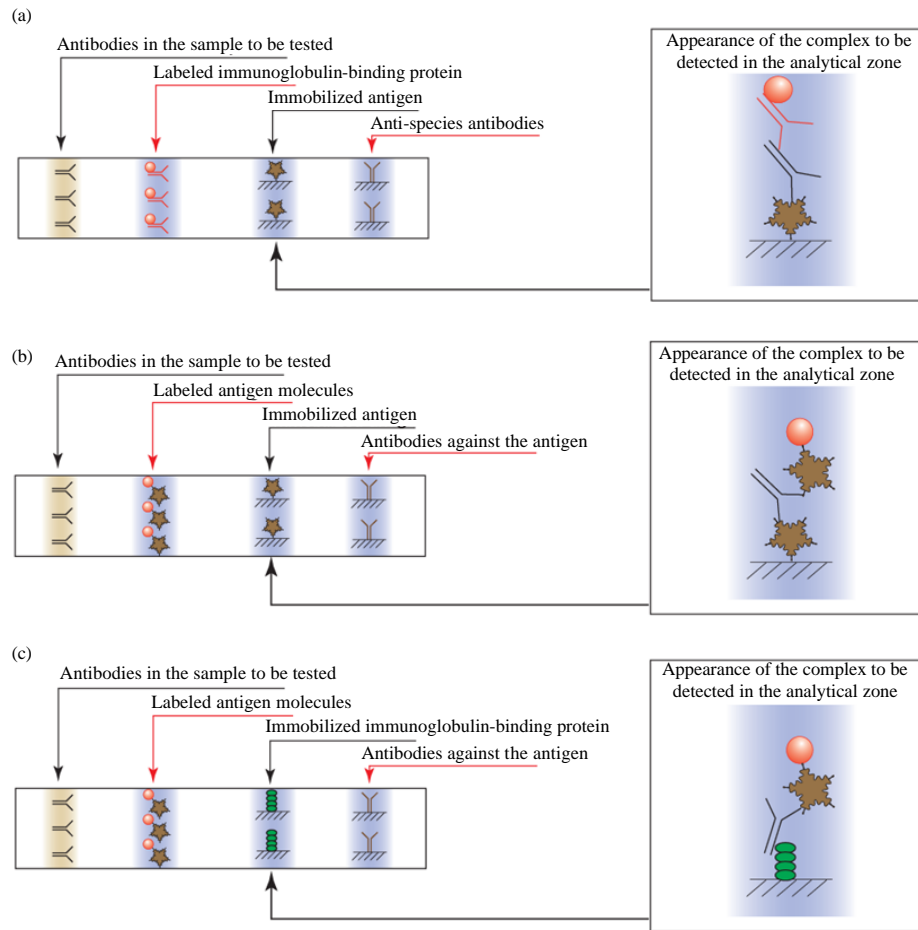 (a)
Antibodies in the sample to be tested
Labeled immunoglobulin-binding protein
Immobilized antigen
Anti-species antibodies
Appearance of the complex to be
detected in the analytical zone
(b)
Antibodies in the sample to be tested
Labeled antigen molecules
Immobilized antigen
Antibodies against the antigen
Appearance of the complex to be
detected in the analytical zone
(c)
Antibodies in the sample to be tested
Labeled antigen molecules
Immobilized immunoglobulin-binding protein
Antibodies against the antigen
Appearance of the complex to be
detected in the analytical zone